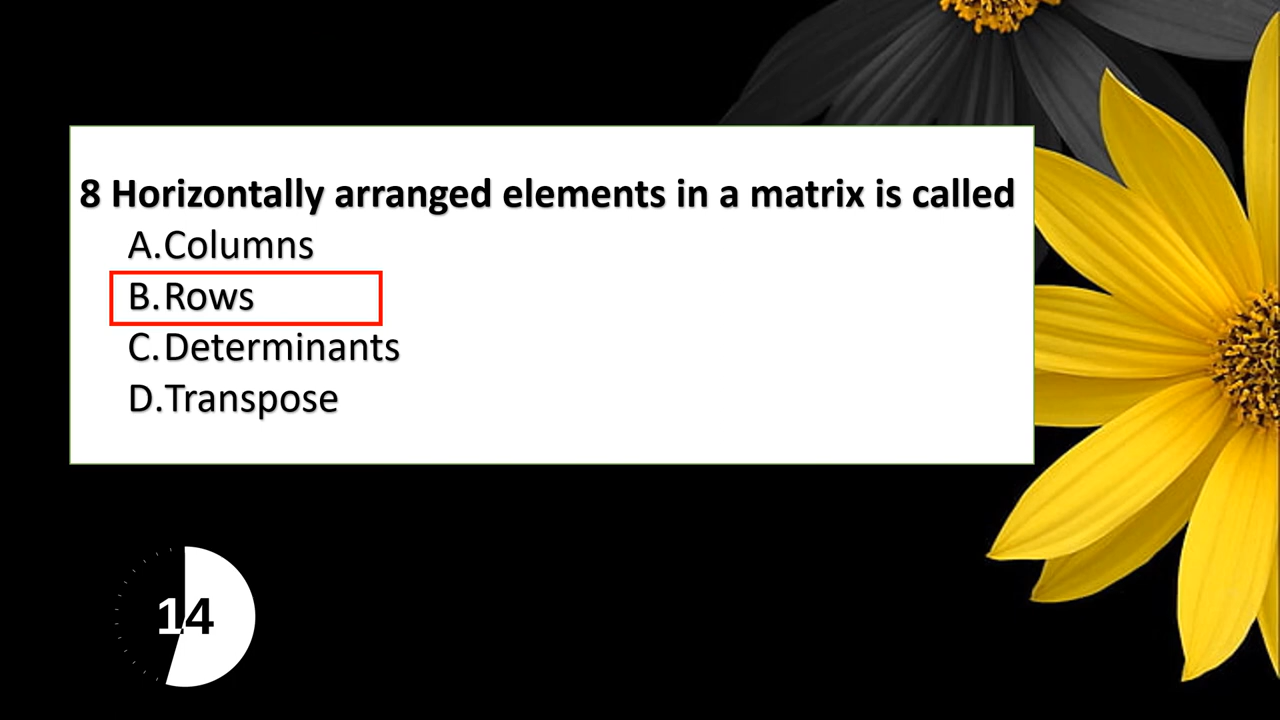 8 Horizontally arranged elements in a matrix is called
A.Columns
B.Rows
C.Determinants
D.Transpose
14